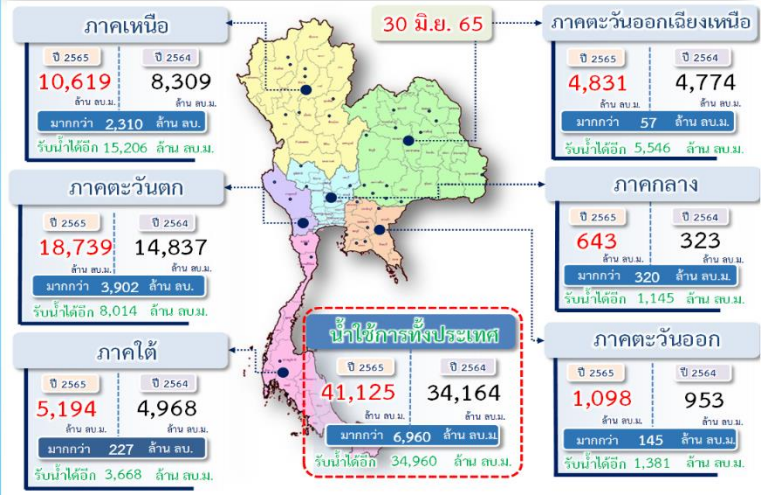 ภาคเหนือ
ปี 2565 ปี 2564
10,619 8,309
ล้าน ลบ.ม. ล้าน ลบ.ม.
มากกว่า 2,310 ล้าน ลบ.
รับน้ำได้อีก 15,206 ล้าน ลบ.ม.
30 มิ.ย. 65
ภาคตะวันออกเฉียงเหนือ
ปี 2565 ปี 2564
4,831 4,774
ล้าน ลบ.ม. ล้าน ลบ.ม.
มากกว่า 57 ล้าน ลบ.ม.
รับน้ำได้อีก 5,546 ล้าน ลบ.ม.
ภาคตะวันตก
ปี 2565 ปี 2564
18,739 14,837
ล้าน ลบ.ม. ล้าน ลบ.ม.
มากกว่า 3,902 ล้าน ลบ.
รับน้ำได้อีก 8,014 ล้าน ลบ.ม.
ภาคกลาง
ปี 2565 ปี 2564
643 323
ล้าน ลบ.ม. ล้าน ลบ.ม.
มากกว่า 320 ล้าน ลบ.ม.
รับน้ำได้อีก 1,145 ล้าน ลบ.ม.
ภาคใต้
ปี 2565 ปี 2564
5,194 4,968
ล้าน ลบ.ม. ล้าน ลบ.ม.
มากกว่า 227 ล้าน ลบ.
รับน้ำได้อีก 3,668 ล้าน ลบ.ม.
น้ำใช้การทั้งประเทศ
ปี 2565 ปี 2564
41,125 34,164
ล้าน ลบ.ม. ล้าน ลบ.ม.
มากกว่า 6,960 ล้าน ลบ.ม.
รับน้ำได้อีก 34,960 ล้าน ลบ.ม.
ภาคตะวันออก
ปี 2565 ปี 2564
1,098 953
ล้าน ลบ.ม. ล้าน ลบ.ม.
มากกว่า 145 ล้าน ลบ.ม.
รับน้ำได้อีก 1,381 ล้าน ลบ.ม.